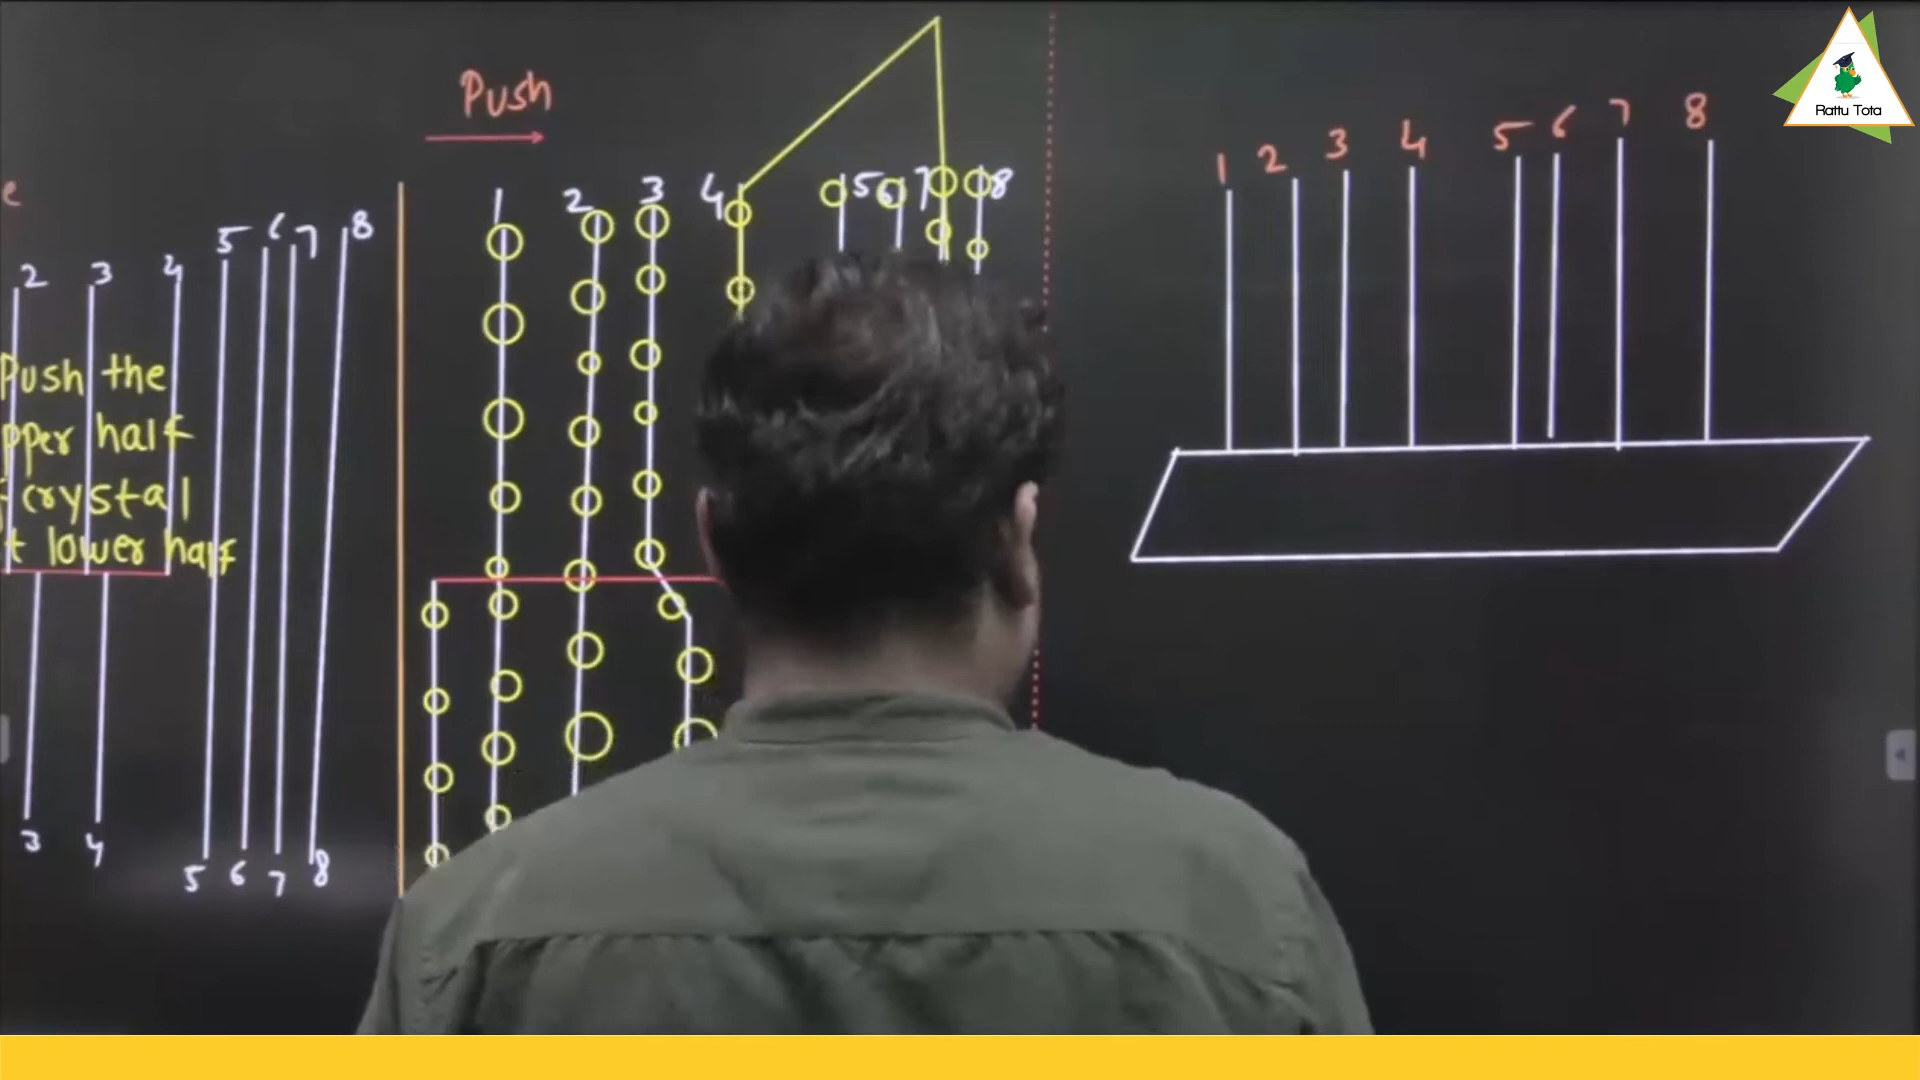 Push
Rattu Tota
1 2 3 4 5 6 7 8
1 2 3 4 5 6 7 8
2 3 4 5 6 7 8
Push the
pper half
crystal
t lower half
3 4 5 6 7 8